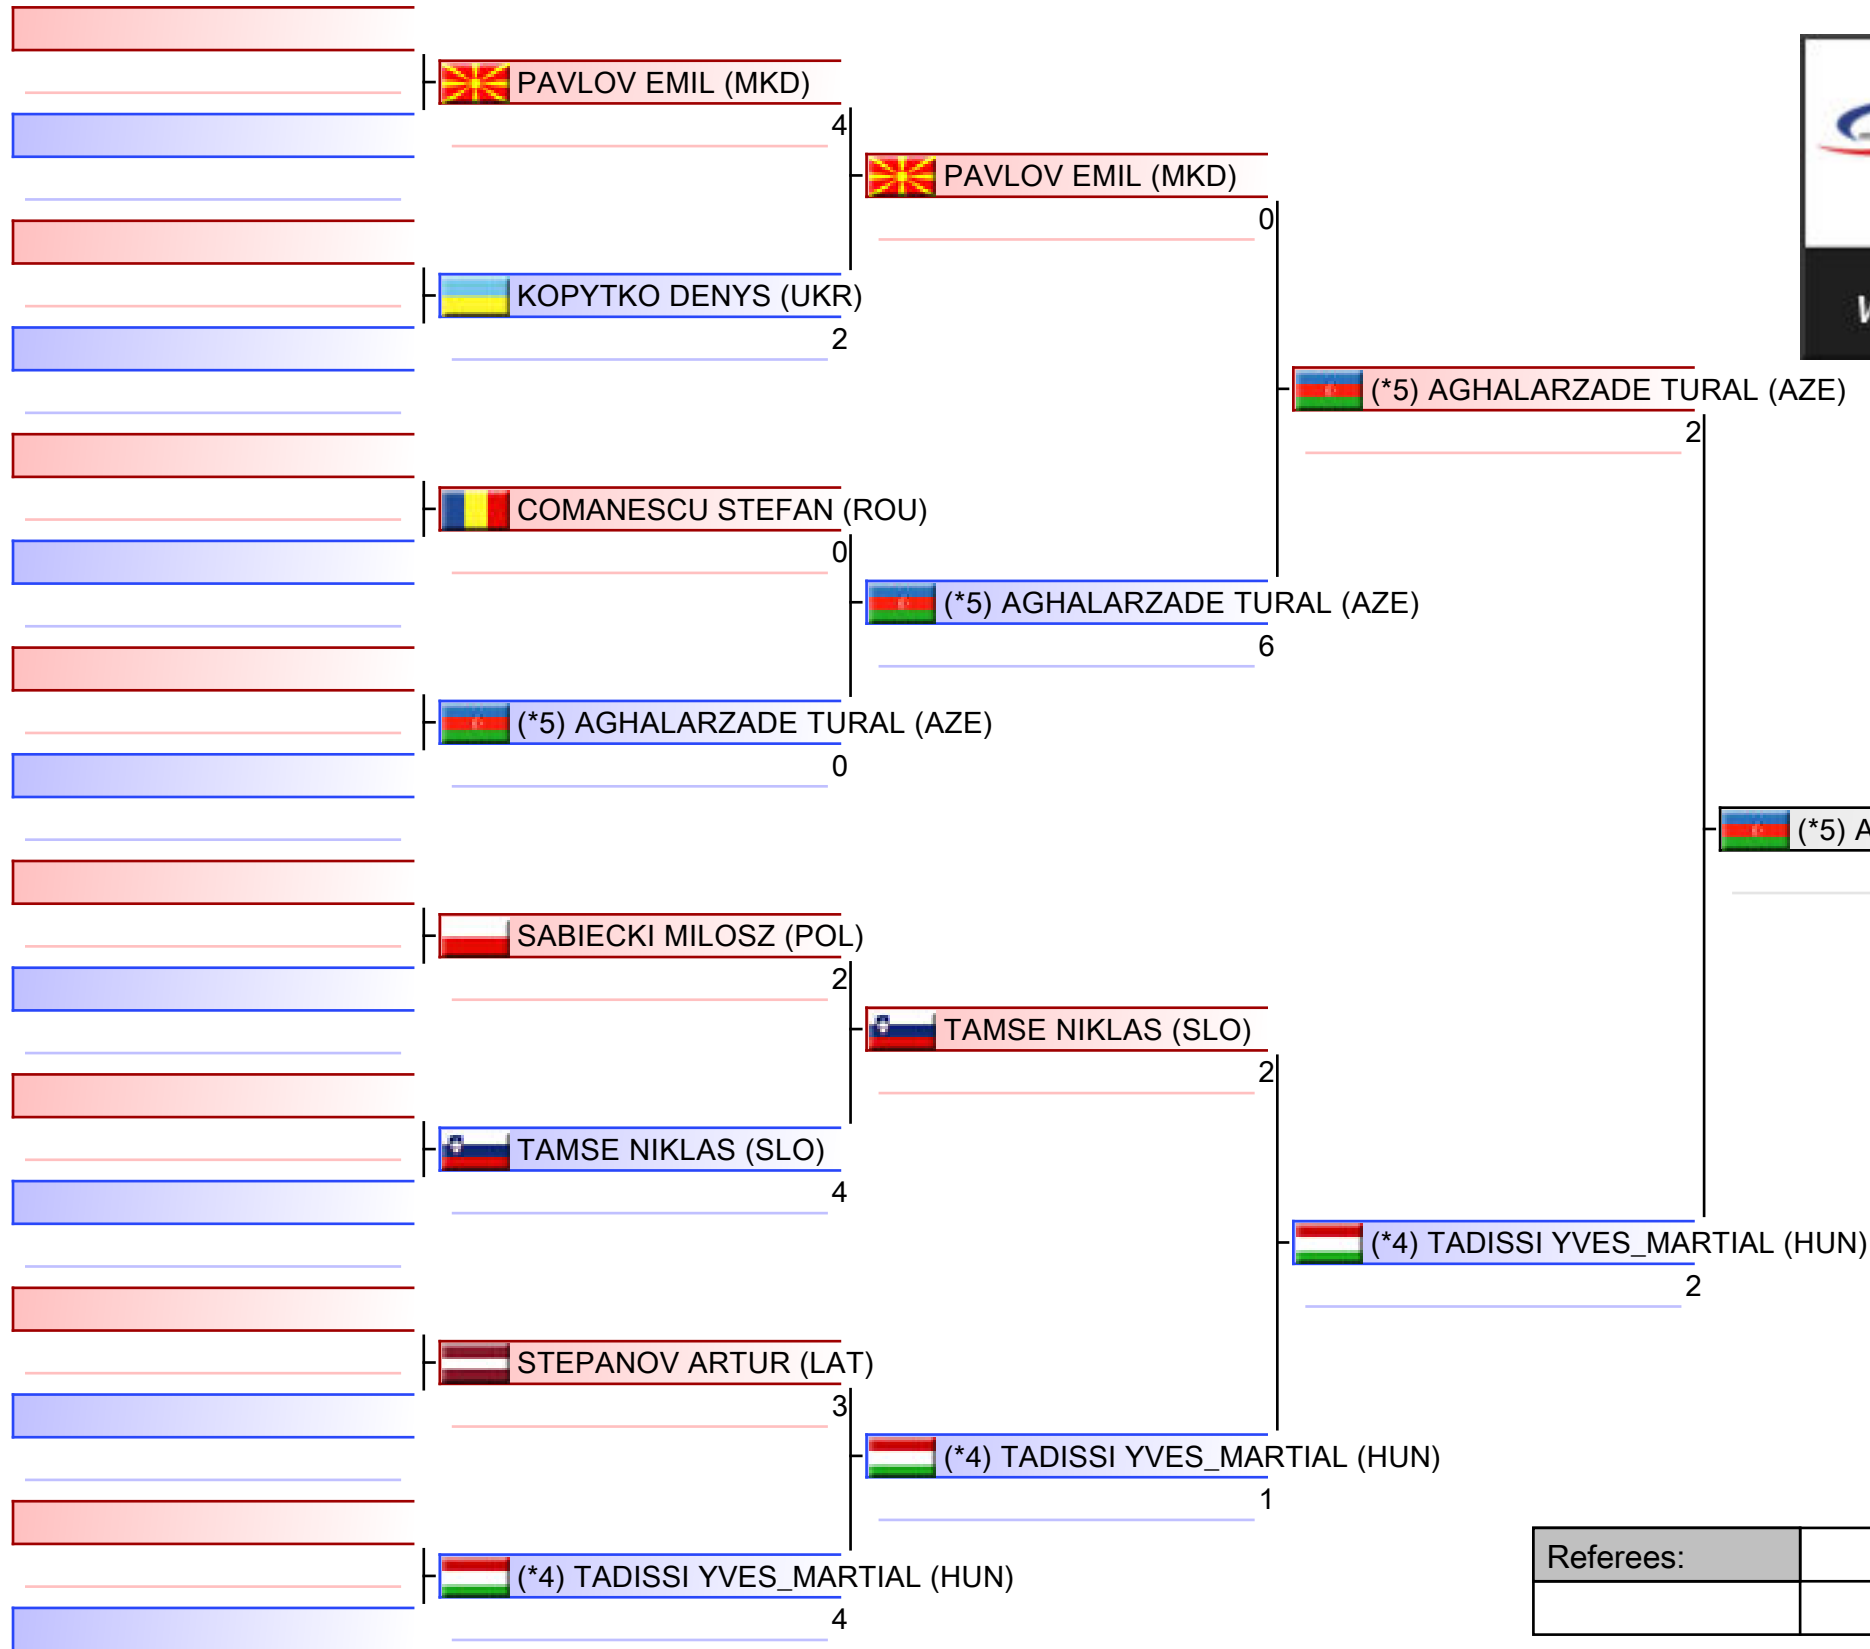 PAVLOV EMIL (MKD)
4
PAVLOV EMIL (MKD)
0
KOPYTKO DENYS (UKR)
2
(*5) AGHALARZADE TURAL (AZE)
2
COMANESCU STEFAN (ROU)
0
(*5) AGHALARZADE TURAL (AZE)
6
(*5) AGHALARZADE TURAL (AZE)
0
(*5) A
SABIECKI MILOSZ (POL)
2
TAMSE NIKLAS (SLO)
2
TAMSE NIKLAS (SLO)
4
(*4) TADISSI YVES_MARTIAL (HUN)
2
STEPANOV ARTUR (LAT)
3
(*4) TADISSI YVES_MARTIAL (HUN)
1
(*4) TADISSI YVES_MARTIAL (HUN)
4
Referees: